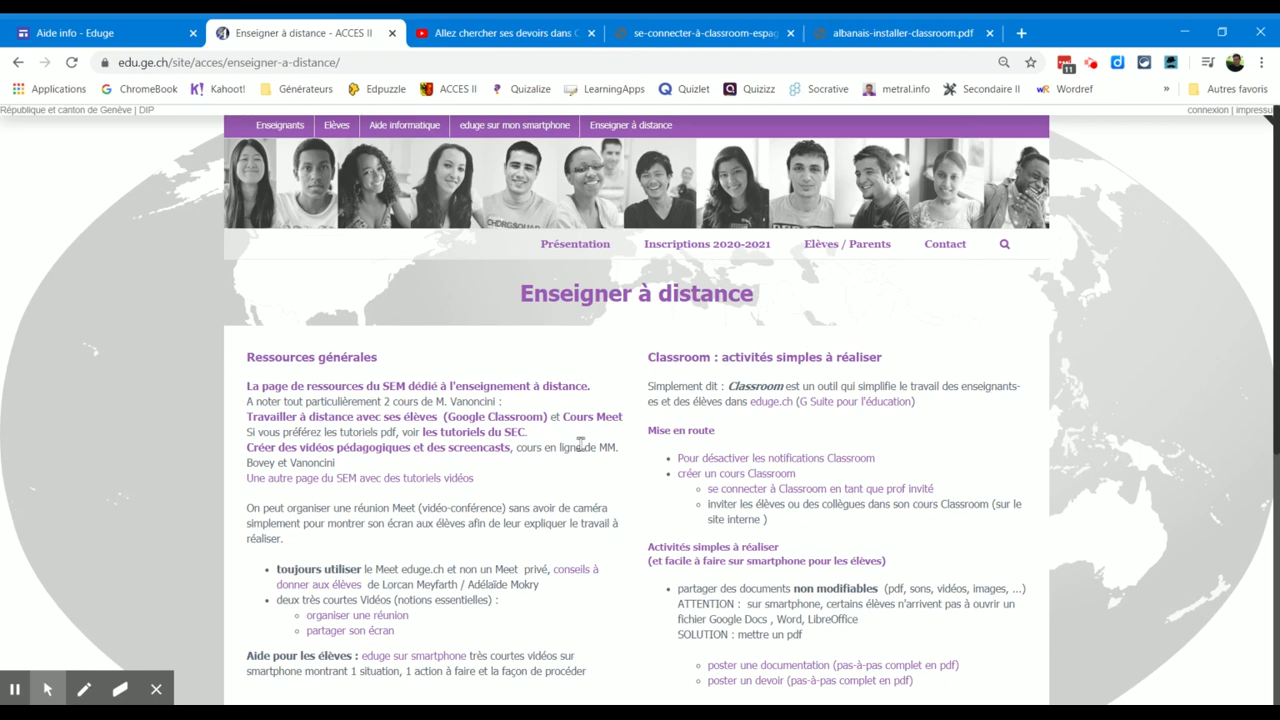 Aide info - Eduge
Enseigner à distance - ACCES II
Allez chercher ses devoirs dans
se-connecter-à-classroom-espag
albanais-installer-classroom.pdf
edu.ge.ch/site/acces/enseigner-a-distance/
11
Applications
ChromeBook
Kahoot!
Générateurs
Edpuzzle
ACCES II
Quizalize
LearningApps
Quizlet
Quizizz
Socrative
metral.info
Secondaire II
Wordref
»
Autres favoris
République et canton de Genève | DIP
connexion | impressu
Enseignants
Elèves
Aide informatique
eduge sur mon smartphone
Enseigner à distance
Présentation
Inscriptions 2020-2021
Elèves / Parents
Contact
Enseigner à distance
Ressources générales
La page de ressources du SEM dédié à l'enseignement à distance.
A noter tout particulièrement 2 cours de M. Vanoncini :
Travailler à distance avec ses élèves (Google Classroom) et Cours Meet
Si vous préférez les tutoriels pdf, voir les tutoriels du SEC.
Créer des vidéos pédagogiques et des screencasts, cours en ligne de MM.
Bovey et Vanoncini
Une autre page du SEM avec des tutoriels vidéos
On peut organiser une réunion Meet (vidéo-conférence) sans avoir de caméra
simplement pour montrer son écran aux élèves afin de leur expliquer le travail à
réaliser.
• toujours utiliser le Meet eduge.ch et non un Meet privé, conseils à
donner aux élèves de Lorcan Meyfarth / Adélaïde Mokry
• deux très courtes Vidéos (notions essentielles) :
◦ organiser une réunion
◦ partager son écran
Aide pour les élèves : eduge sur smartphone très courtes vidéos sur
smartphone montrant 1 situation, 1 action à faire et la façon de procéder
Classroom : activités simples à réaliser
Simplement dit : Classroom est un outil qui simplifie le travail des enseignants-
es et des élèves dans eduge.ch (G Suite pour l'éducation)
Mise en route
• Pour désactiver les notifications Classroom
• créer un cours Classroom
◦ se connecter à Classroom en tant que prof invité
◦ inviter les élèves ou des collègues dans son cours Classroom (sur le
site interne )
Activités simples à réaliser
(et facile à faire sur smartphone pour les élèves)
• partager des documents non modifiables (pdf, sons, vidéos, images, ...)
ATTENTION : sur smartphone, certains élèves n'arrivent pas à ouvrir un
fichier Google Docs , Word, LibreOffice
SOLUTION : mettre un pdf
◦ poster une documentation (pas-à-pas complet en pdf)
◦ poster un devoir (pas-à-pas complet en pdf)